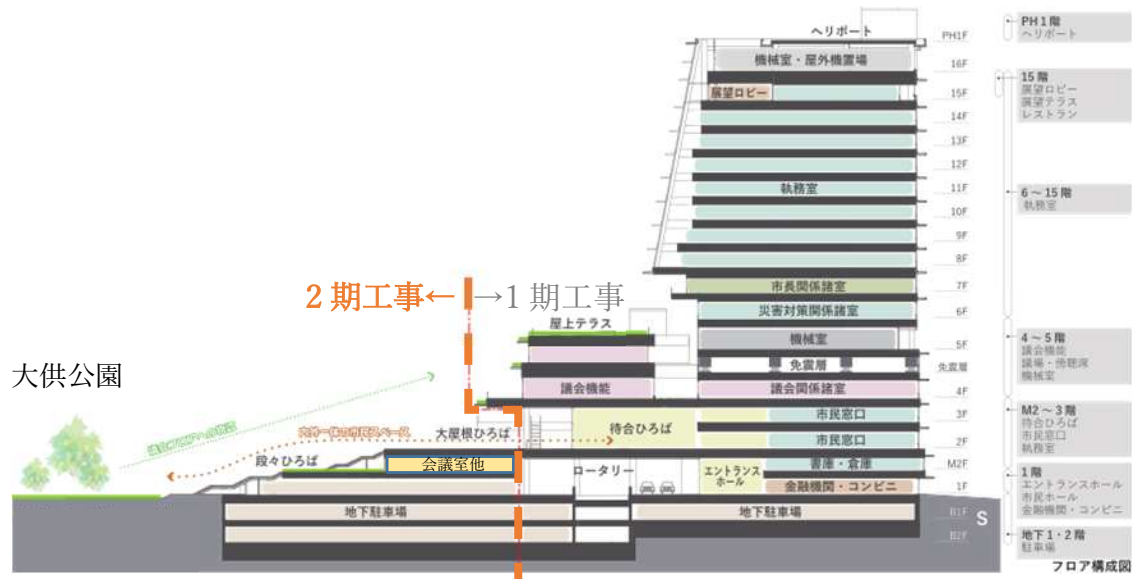 ヘリポート
PH1F
機械室・屋外機置場
16F
展望ロビー
15F
14F
13F
12F
執務室
11F
10F
9F
8F
市長関係諸室
7F
2期工事←
→1期工事
災害対策関係諸室
6F
屋上テラス
機械室
5F
免震層
免震層
大供公園
議会機能
議会関係諸室
4F
市民窓口
3F
待合ひろば
大屋根ひろば
市民窓口
2F
段々ひろば
会議室他
ロータリー
エントランス
ホール
書庫・倉庫
M2F
金融機関・コンビニ
1F
地下駐車場
地下駐車場
B1F
S
B2F
PH1階
ヘリポート
15階
展望ロビー
展望テラス
レストラン
6~15階
執務室
4~5階
議会機能
議場・傍聴席
機械室
M2~3階
待合ひろば
市民窓口
執務室
1階
エントランスホール
市民ホール
金融機関・コンビニ
地下1・2階
駐車場
フロア構成図